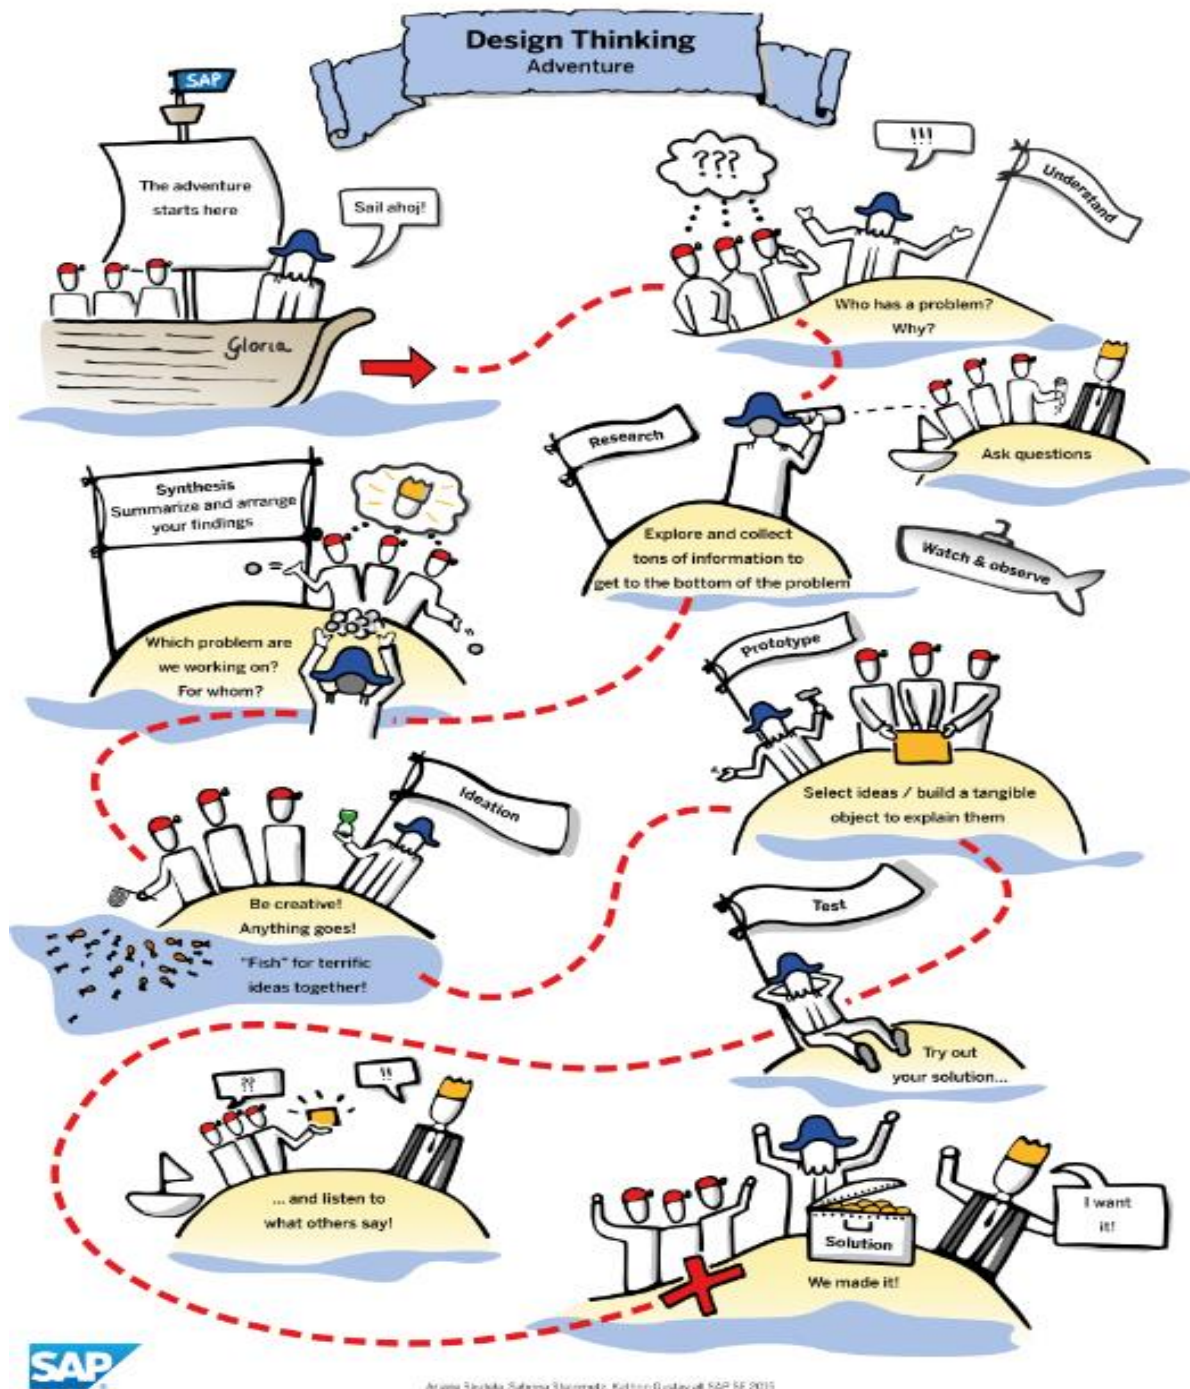 Design Thinking
Adventure
SAP
The adventure
starts here
Sail ahoj!
Gloria
???
!!!
Understand
Who has a problem?
Why?
Ask questions
Research
Explore and collect
tons of information to
get to the bottom of the problem
Watch & observe
Synthesis
Summarize and arrange
your findings
Which problem are
we working on?
For whom?
Ideation
Be creative!
Anything goes!
"Fish" for terrific
ideas together!
Prototype
Select ideas / build a tangible
object to explain them
Test
Try out
your solution...
??
!!
... and listen to
what others say!
Solution
We made it!
I want
it!
SAP
SAP SE 2015